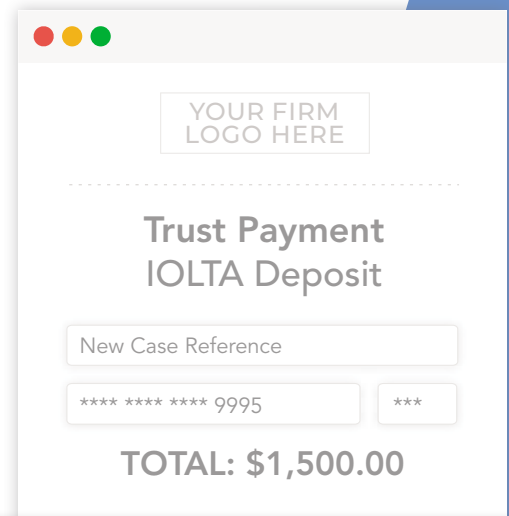 YOUR FIRM
LOGO HERE
Trust Payment
IOLTA Deposit
New Case Reference
**** **** **** 9995 ***
TOTAL: $1,500.00